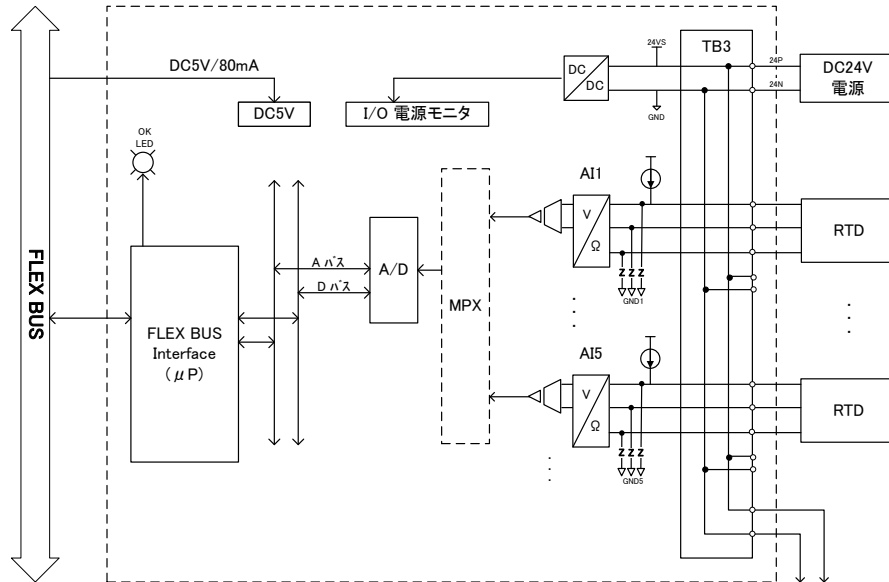 DC5V/80mA
DC5V
I/O 電源モニタ
DC
DC
24VS
GND
TB3
24P
24N
DC24V
電源
OK
LED
FLEX BUS
FLEX BUS
Interface
(μP)
A バス
D バス
A/D
MPX
AI1
V
Ω
Z Z Z
GND1
RTD
AI5
V
Ω
Z Z Z
GND5
RTD